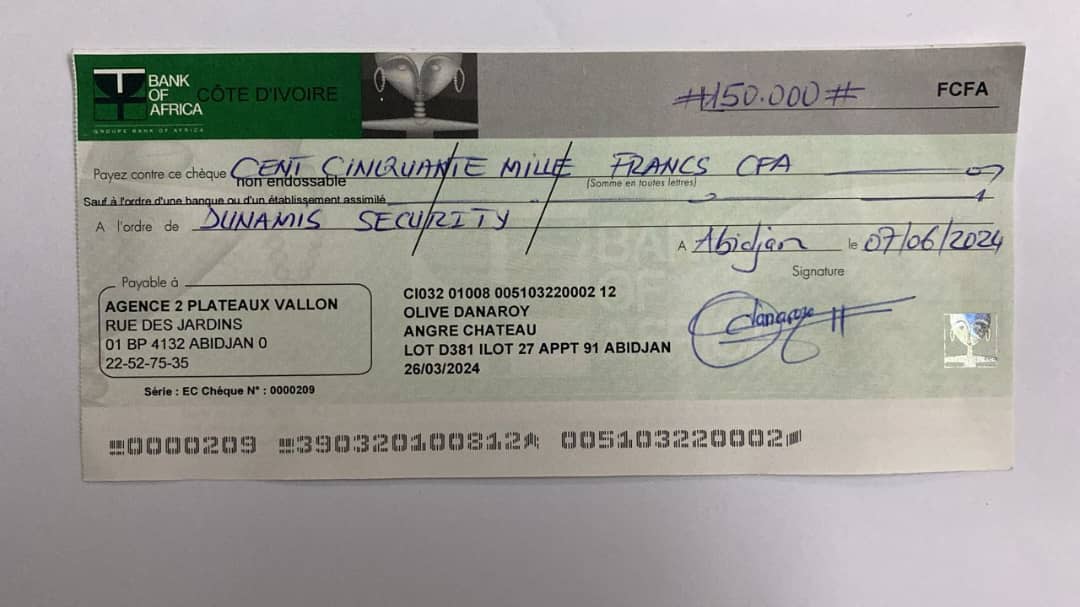 BANK OF AFRICA
CÔTE D'IVOIRE
GROUPE BANK OF AFRICA
#150.000# FCFA
Payez contre ce chèque CENT CINQUANTE MILLE FRANCS CFA
non endossable (Somme en toutes lettres)
Sauf à l'ordre d'une banque ou d'un établissement assimilé
A l'ordre de DUNAMIS SECURITY
A Abidjan le 07/06/2024
Signature
Payable à
AGENCE 2 PLATEAUX VALLON
RUE DES JARDINS
01 BP 4132 ABIDJAN 0
22-52-75-35
CI032 01008 005103220002 12
OLIVE DANAROY
ANGRE CHATEAU
LOT D381 ILOT 27 APPT 91 ABIDJAN
26/03/2024
Série : EC Chéque N° : 0000209
0000209 390320100812 005103220002